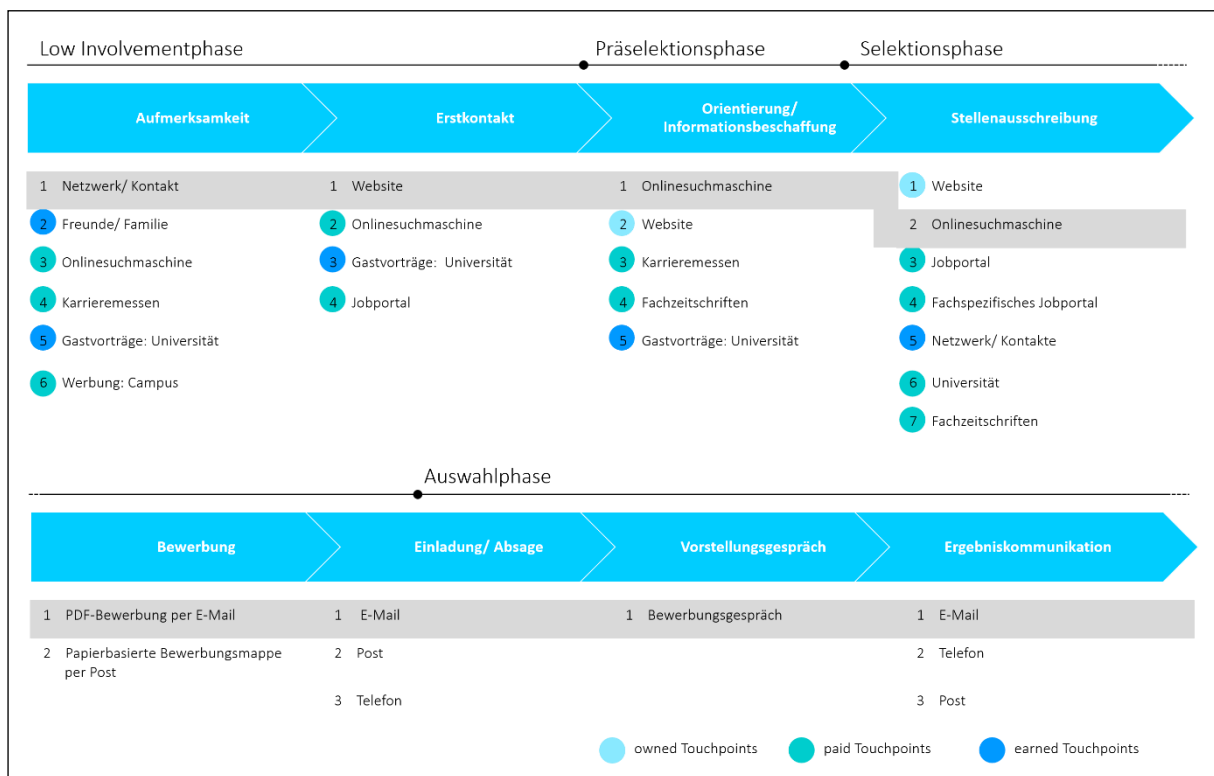 Low Involvementphase
Präselektionsphase
Selektionsphase
Aufmerksamkeit
Erstkontakt
Orientierung/
Informationsbeschaffung
Stellenausschreibung
1 Netzwerk/ Kontakt
2 Freunde/ Familie
3 Onlinesuchmaschine
4 Karrieremessen
5 Gastvorträge: Universität
6 Werbung: Campus
1 Website
2 Onlinesuchmaschine
3 Gastvorträge: Universität
4 Jobportal
1 Onlinesuchmaschine
2 Website
3 Karrieremessen
4 Fachzeitschriften
5 Gastvorträge: Universität
1 Website
2 Onlinesuchmaschine
3 Jobportal
4 Fachspezifisches Jobportal
5 Netzwerk/ Kontakte
6 Universität
7 Fachzeitschriften
Auswahlphase
Bewerbung
Einladung/ Absage
Vorstellungsgespräch
Ergebniskommunikation
1 PDF-Bewerbung per E-Mail
2 Papierbasierte Bewerbungsmappe
per Post
1 E-Mail
2 Post
3 Telefon
1 Bewerbungsgespräch
1 E-Mail
2 Telefon
3 Post
owned Touchpoints
paid Touchpoints
earned Touchpoints